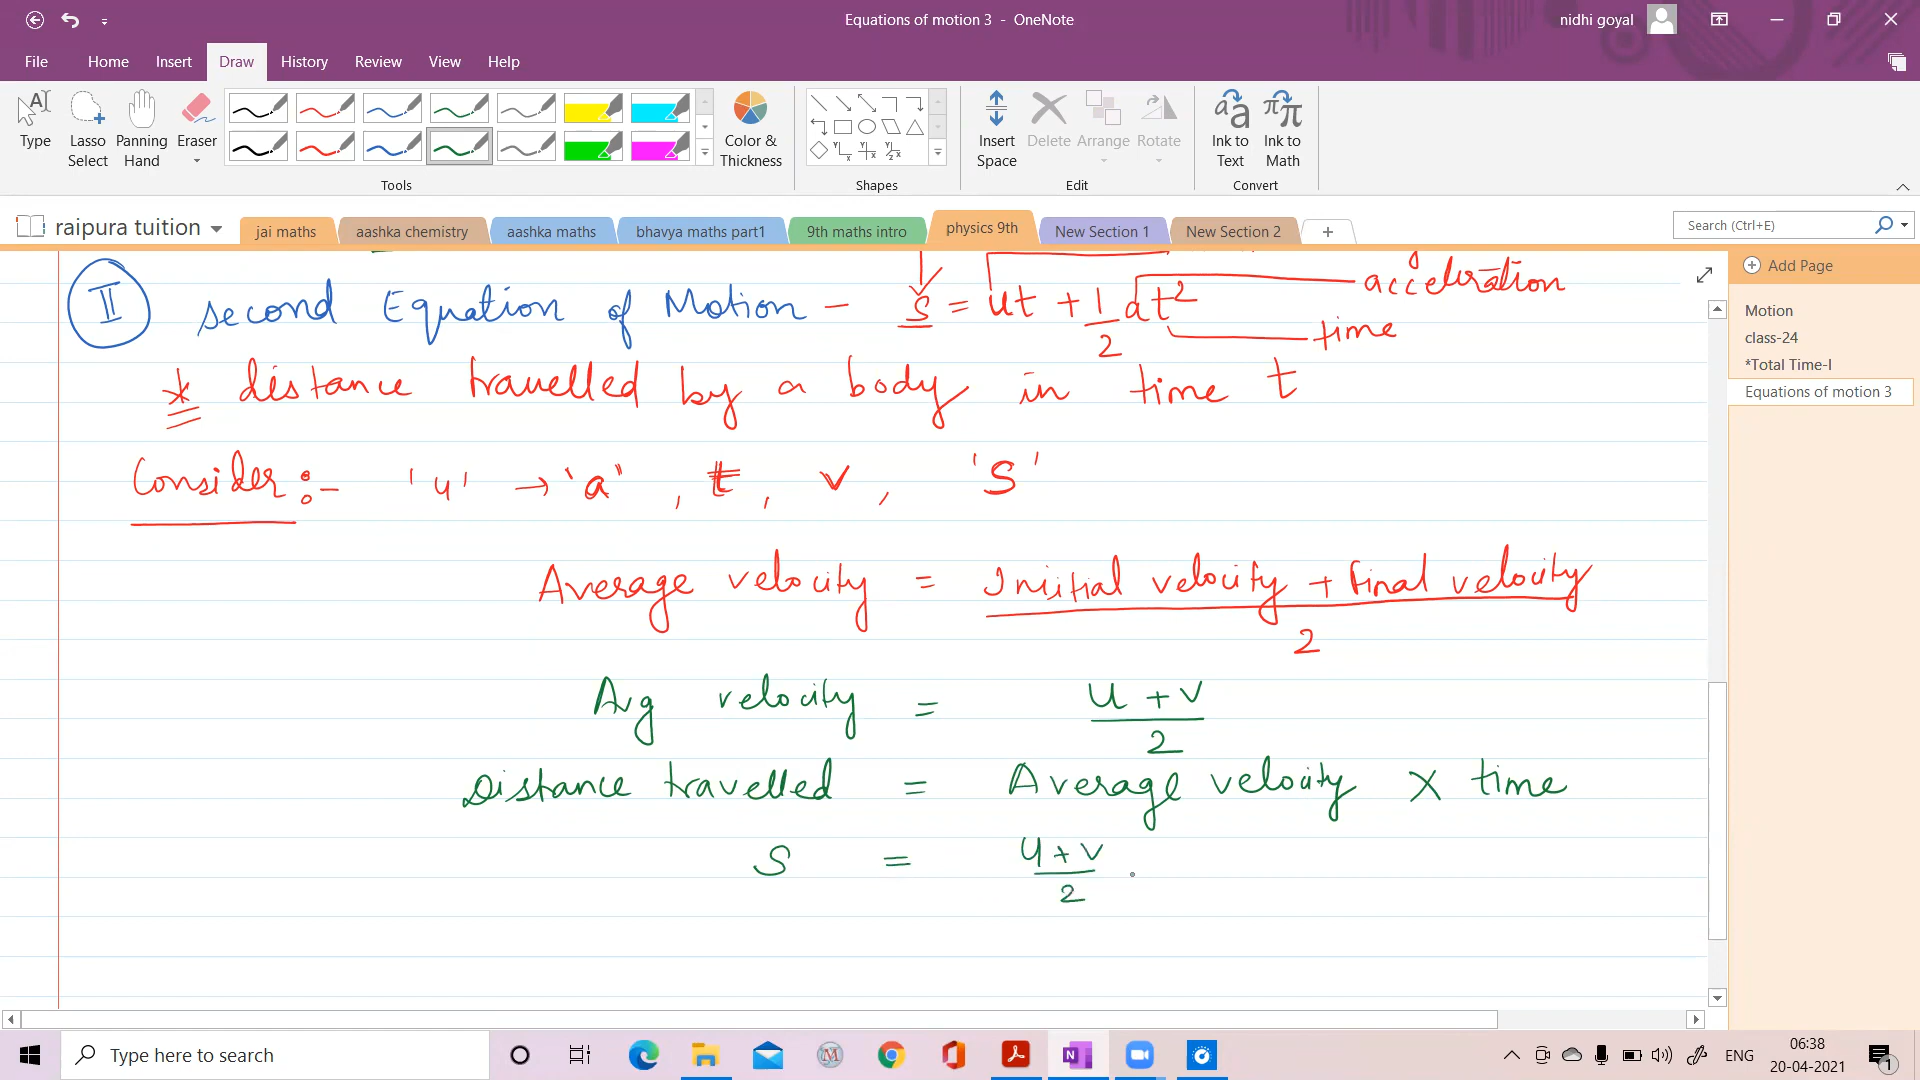 Equations of motion 3 - OneNote
nidhi goyal
File Home Insert Draw History Review View Help
Type
Lasso Select
Panning Hand
Eraser
Color & Thickness
Insert Space
Delete
Arrange
Rotate
Ink to Text
Ink to Math
Tools Shapes Edit Convert
raipura tuition
jai maths
aashka chemistry
aashka maths
bhavya maths part1
9th maths intro
physics 9th
New Section 1
New Section 2
Search (Ctrl+E)
Add Page
Motion
class-24
*Total Time-I
Equations of motion 3
II second Equation of Motion - s = ut + 1/2 at² acceleration
time
* distance travelled by a body in time t
Consider :- 'u' → 'a', t, v, 'S'
Average velocity = Initial velocity + Final velocity / 2
Avg velocity = u + v / 2
Distance travelled = Average velocity X time
S = u + v / 2
Type here to search
ENG
06:38
20-04-2021
1